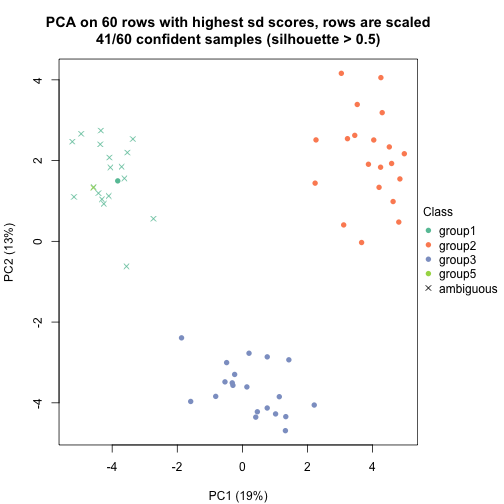 PCA on 60 rows with highest sd scores, rows are scaled
41/60 confident samples (silhouette > 0.5)
4
2
0
-2
-4
PC2 (13%)
Class
group1
group2
group3
group5
ambiguous
-4
-2
0
2
4
PC1 (19%)